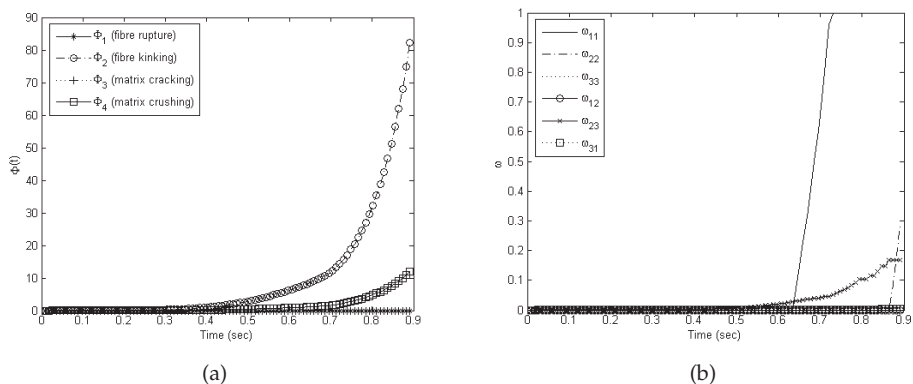 90
80
70
60
50
40
30
20
10
0
Φ(t)
Φ1 (fibre rupture)
Φ2 (fibre kinking)
Φ3 (matrix cracking)
Φ4 (matrix crushing)
0 0.1 0.2 0.3 0.4 0.5 0.6 0.7 0.8 0.9
Time (sec)
(a)
1
0.9
0.8
0.7
0.6
0.5
0.4
0.3
0.2
0.1
0
ω
ω11
ω22
ω33
ω12
ω23
ω31
0 0.1 0.2 0.3 0.4 0.5 0.6 0.7 0.8 0.9
Time (sec)
(b)